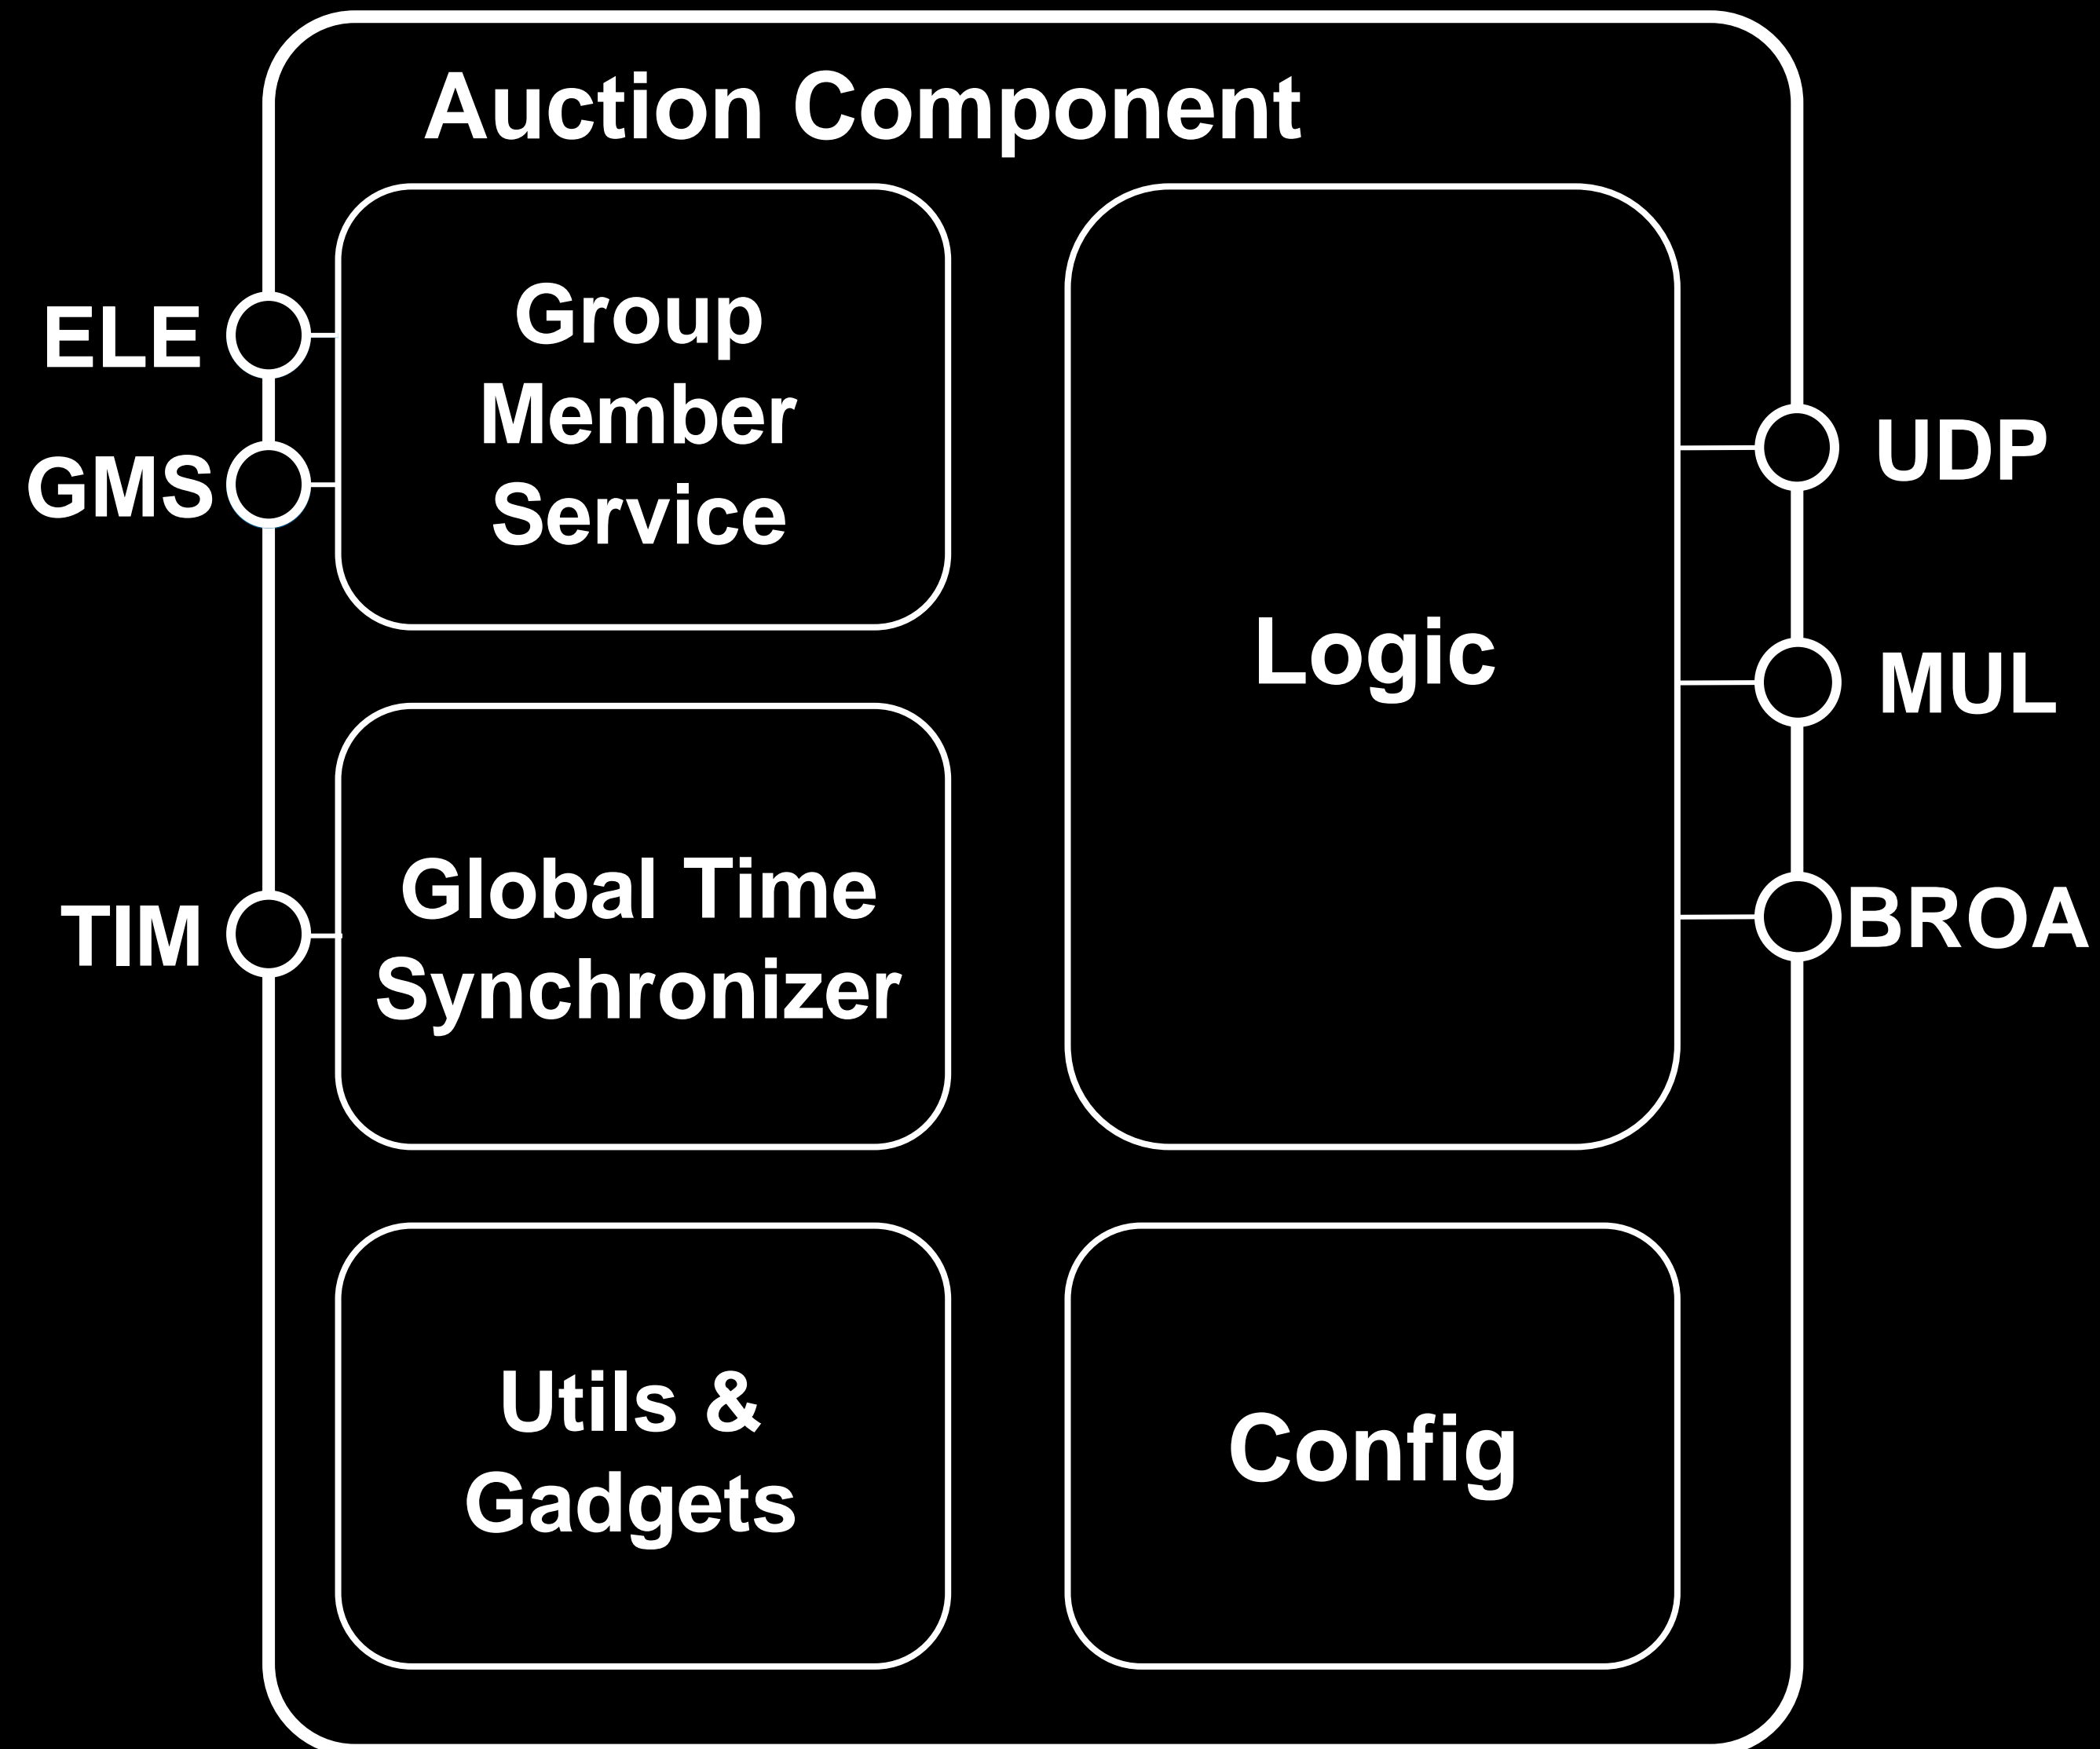 Auction Component
ELE
GMS
Group
Member
Service
TIM
Global Time
Synchronizer
Utils &
Gadgets
Logic
Config
UDP
MUL
BROA